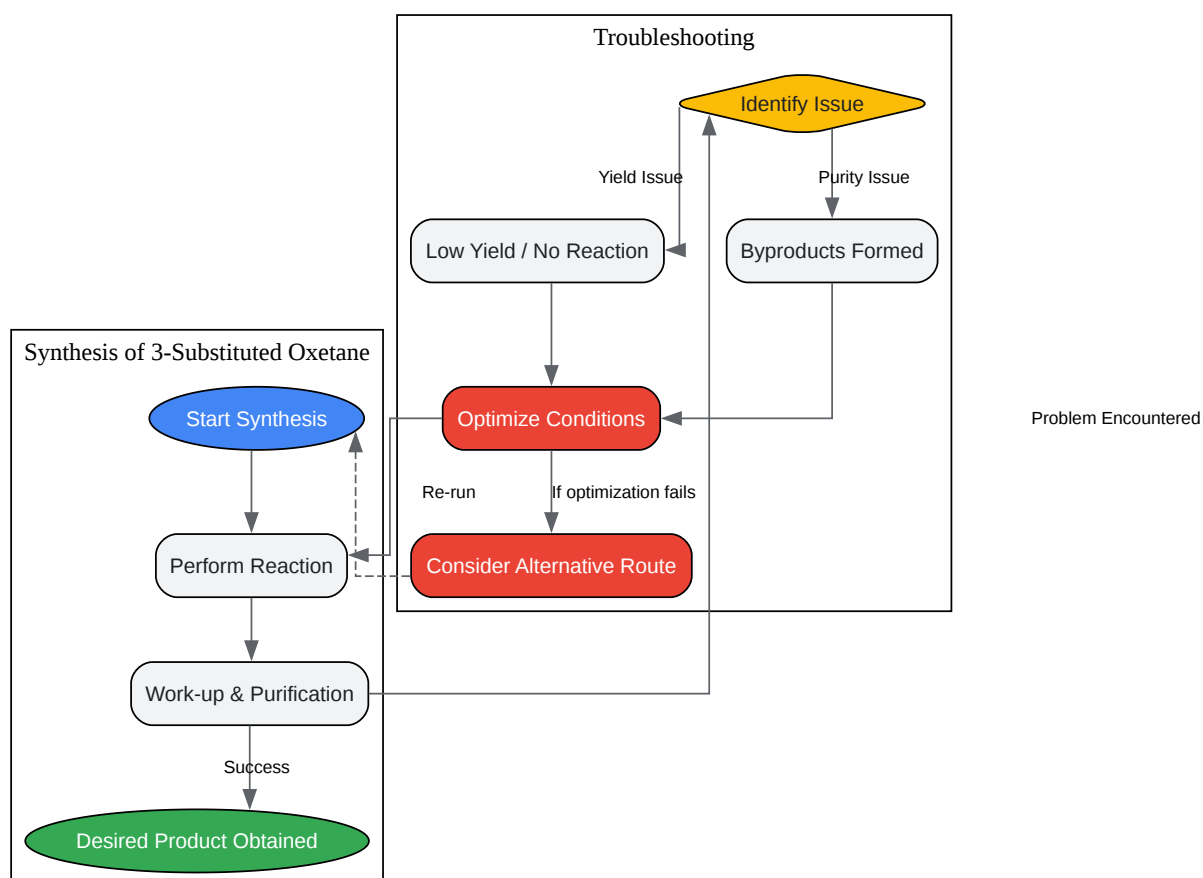 Troubleshooting
Identify Issue
Yield Issue
Purity Issue
Low Yield / No Reaction
Byproducts Formed
Synthesis of 3-Substituted Oxetane
Start Synthesis
Optimize Conditions
Problem Encountered
Re-run
If optimization fails
Perform Reaction
Consider Alternative Route
Work-up & Purification
Success
Desired Product Obtained